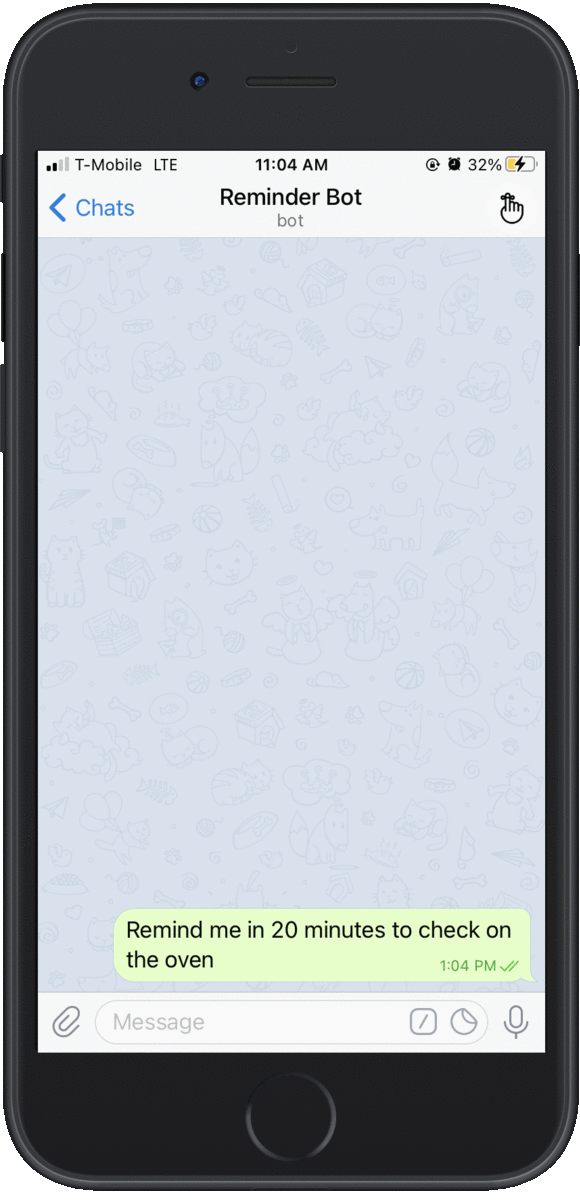 T-Mobile LTE 11:04 AM 32%
Chats Reminder Bot
bot
Remind me in 20 minutes to check on
the oven 1:04 PM
Message